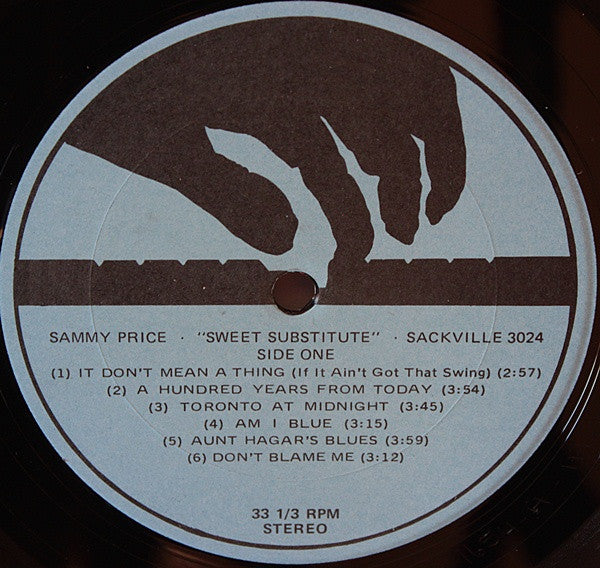 SAMMY PRICE · "SWEET SUBSTITUTE" · SACKVILLE 3024
SIDE ONE
(1) IT DON'T MEAN A THING (If It Ain't Got That Swing) (2:57)
(2) A HUNDRED YEARS FROM TODAY (3:54)
(3) TORONTO AT MIDNIGHT (3:45)
(4) AM I BLUE (3:15)
(5) AUNT HAGAR'S BLUES (3:59)
(6) DON'T BLAME ME (3:12)
33 1/3 RPM
STEREO